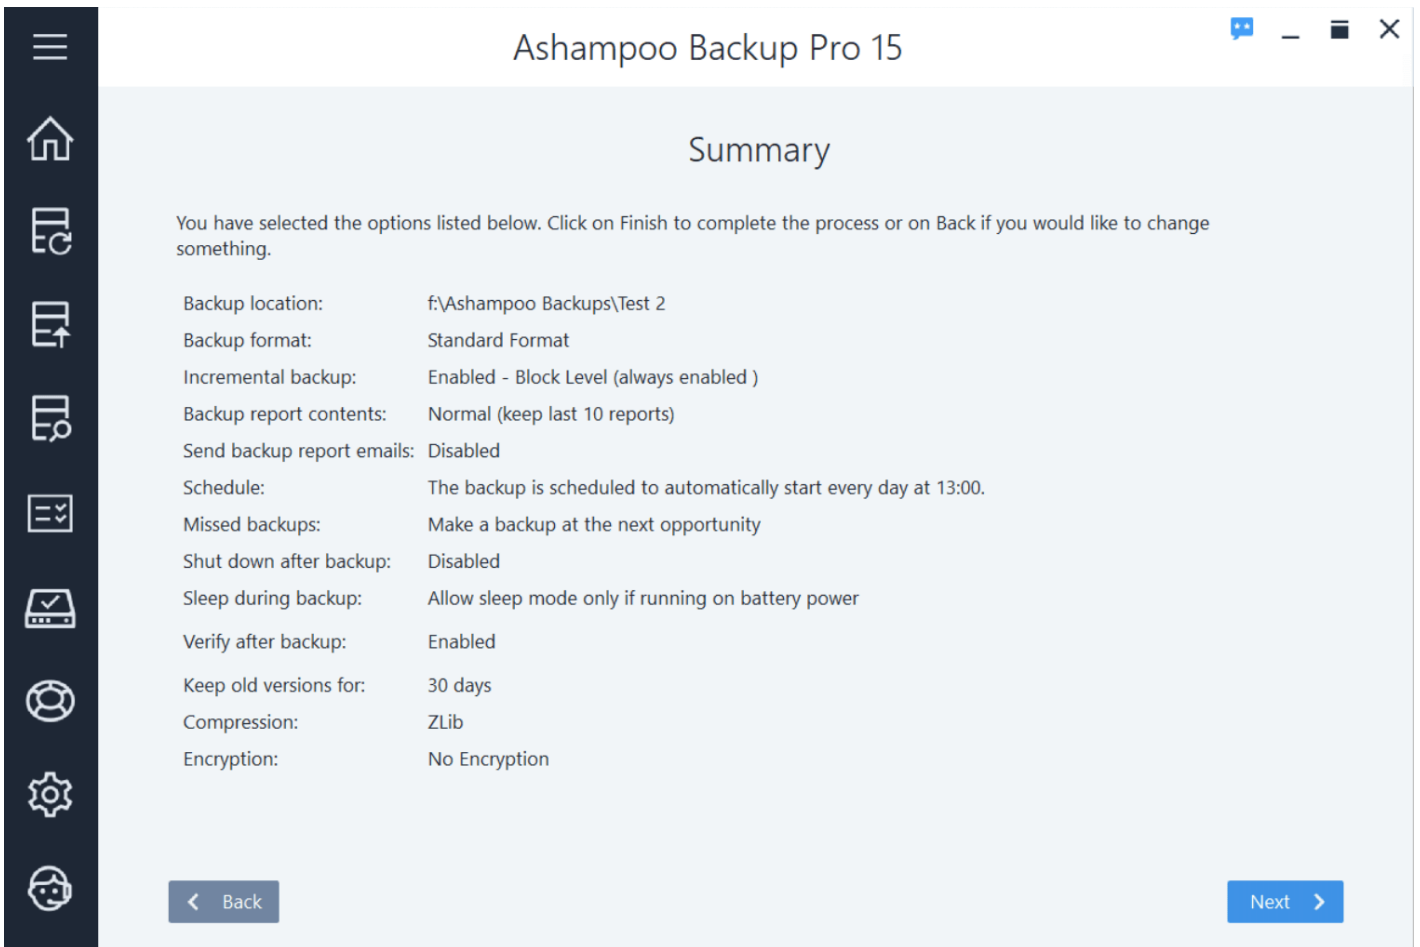 Ashampoo Backup Pro 15
Summary
You have selected the options listed below. Click on Finish to complete the process or on Back if you would like to change
something.
Backup location: f:\Ashampoo Backups\Test 2
Backup format: Standard Format
Incremental backup: Enabled - Block Level (always enabled )
Backup report contents: Normal (keep last 10 reports)
Send backup report emails: Disabled
Schedule: The backup is scheduled to automatically start every day at 13:00.
Missed backups: Make a backup at the next opportunity
Shut down after backup: Disabled
Sleep during backup: Allow sleep mode only if running on battery power
Verify after backup: Enabled
Keep old versions for: 30 days
Compression: ZLib
Encryption: No Encryption
Back Next